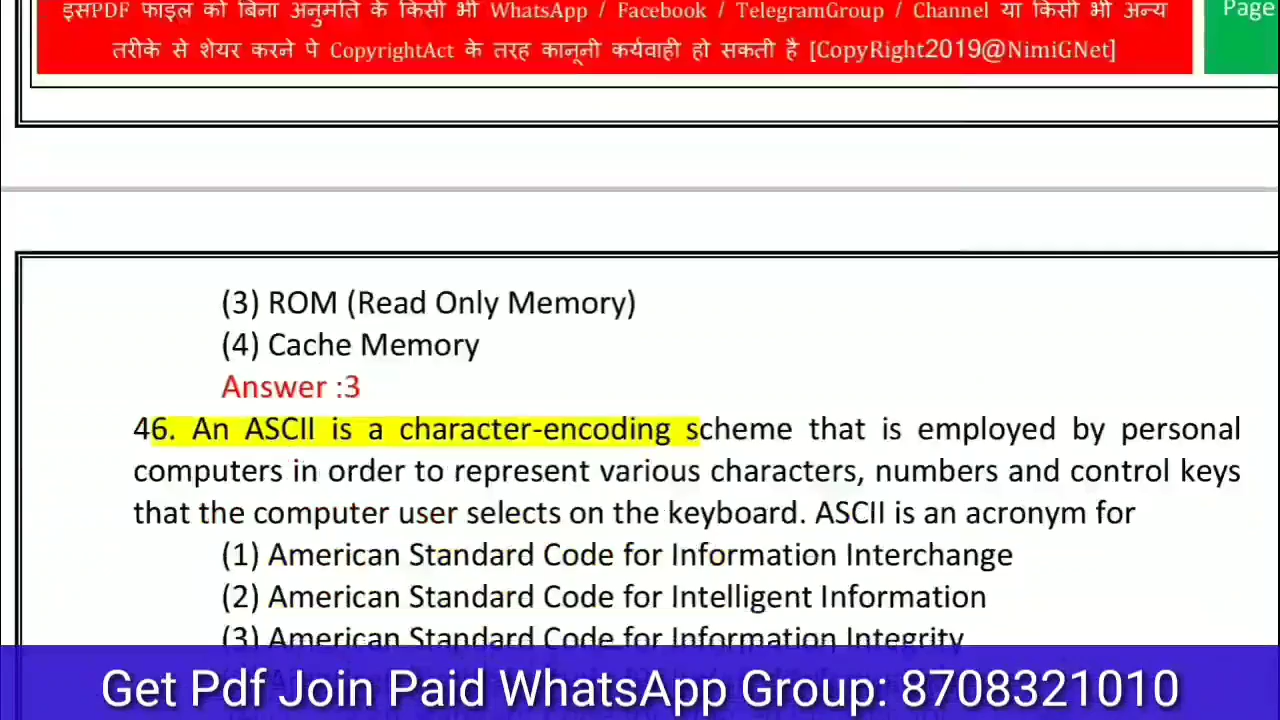 इसPDF फाइल को बिना अनुमति के किसी भी WhatsApp / Facebook / TelegramGroup / Channel या किसी भी अन्य
तरीके से शेयर करने पे CopyrightAct के तहत कानूनी कर्यवाही हो सकती है [CopyRight2019@NimiGNet]
Page
(3) ROM (Read Only Memory)
(4) Cache Memory
Answer :3
46. An ASCII is a character-encoding scheme that is employed by personal
computers in order to represent various characters, numbers and control keys
that the computer user selects on the keyboard. ASCII is an acronym for
(1) American Standard Code for Information Interchange
(2) American Standard Code for Intelligent Information
(3) American Standard Code for Information Integrity
Get Pdf Join Paid WhatsApp Group: 8708321010